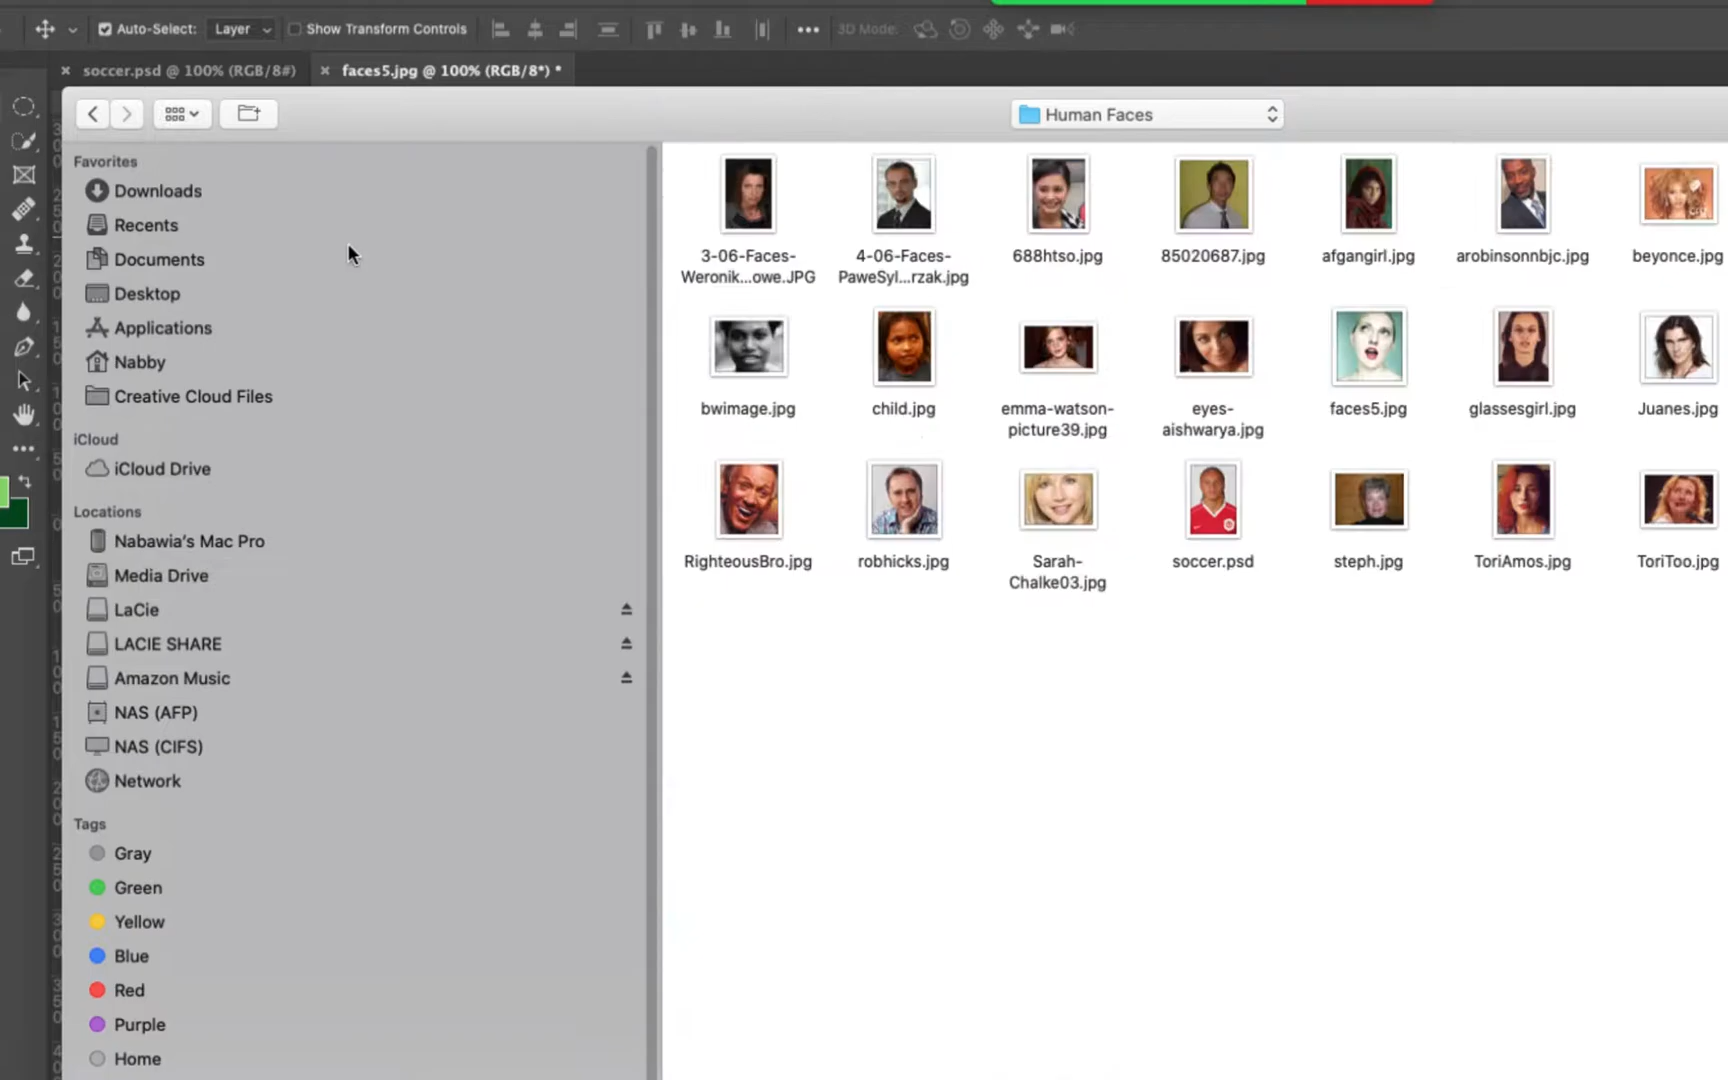 Auto-Select: Layer Show Transform Controls 3D Mode:
soccer.psd @ 100% (RGB/8#) faces5.jpg @ 100% (RGB/8*) *
Human Faces
Favorites
Downloads
Recents
Documents
Desktop
Applications
Nabby
Creative Cloud Files
iCloud
iCloud Drive
Locations
Nabawia's Mac Pro
Media Drive
LaCie
LACIE SHARE
Amazon Music
NAS (AFP)
NAS (CIFS)
Network
Tags
Gray
Green
Yellow
Blue
Red
Purple
Home
3-06-Faces-
Weronik...owe.JPG
4-06-Faces-
PaweSyl...rzak.jpg
688htso.jpg
85020687.jpg
afgangirl.jpg
arobinsonnbjc.jpg
beyonce.jpg
bwimage.jpg
child.jpg
emma-watson-
picture39.jpg
eyes-
aishwarya.jpg
faces5.jpg
glassesgirl.jpg
Juanes.jpg
RighteousBro.jpg
robhicks.jpg
Sarah-
Chalke03.jpg
soccer.psd
steph.jpg
ToriAmos.jpg
ToriToo.jpg